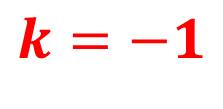 k = −1